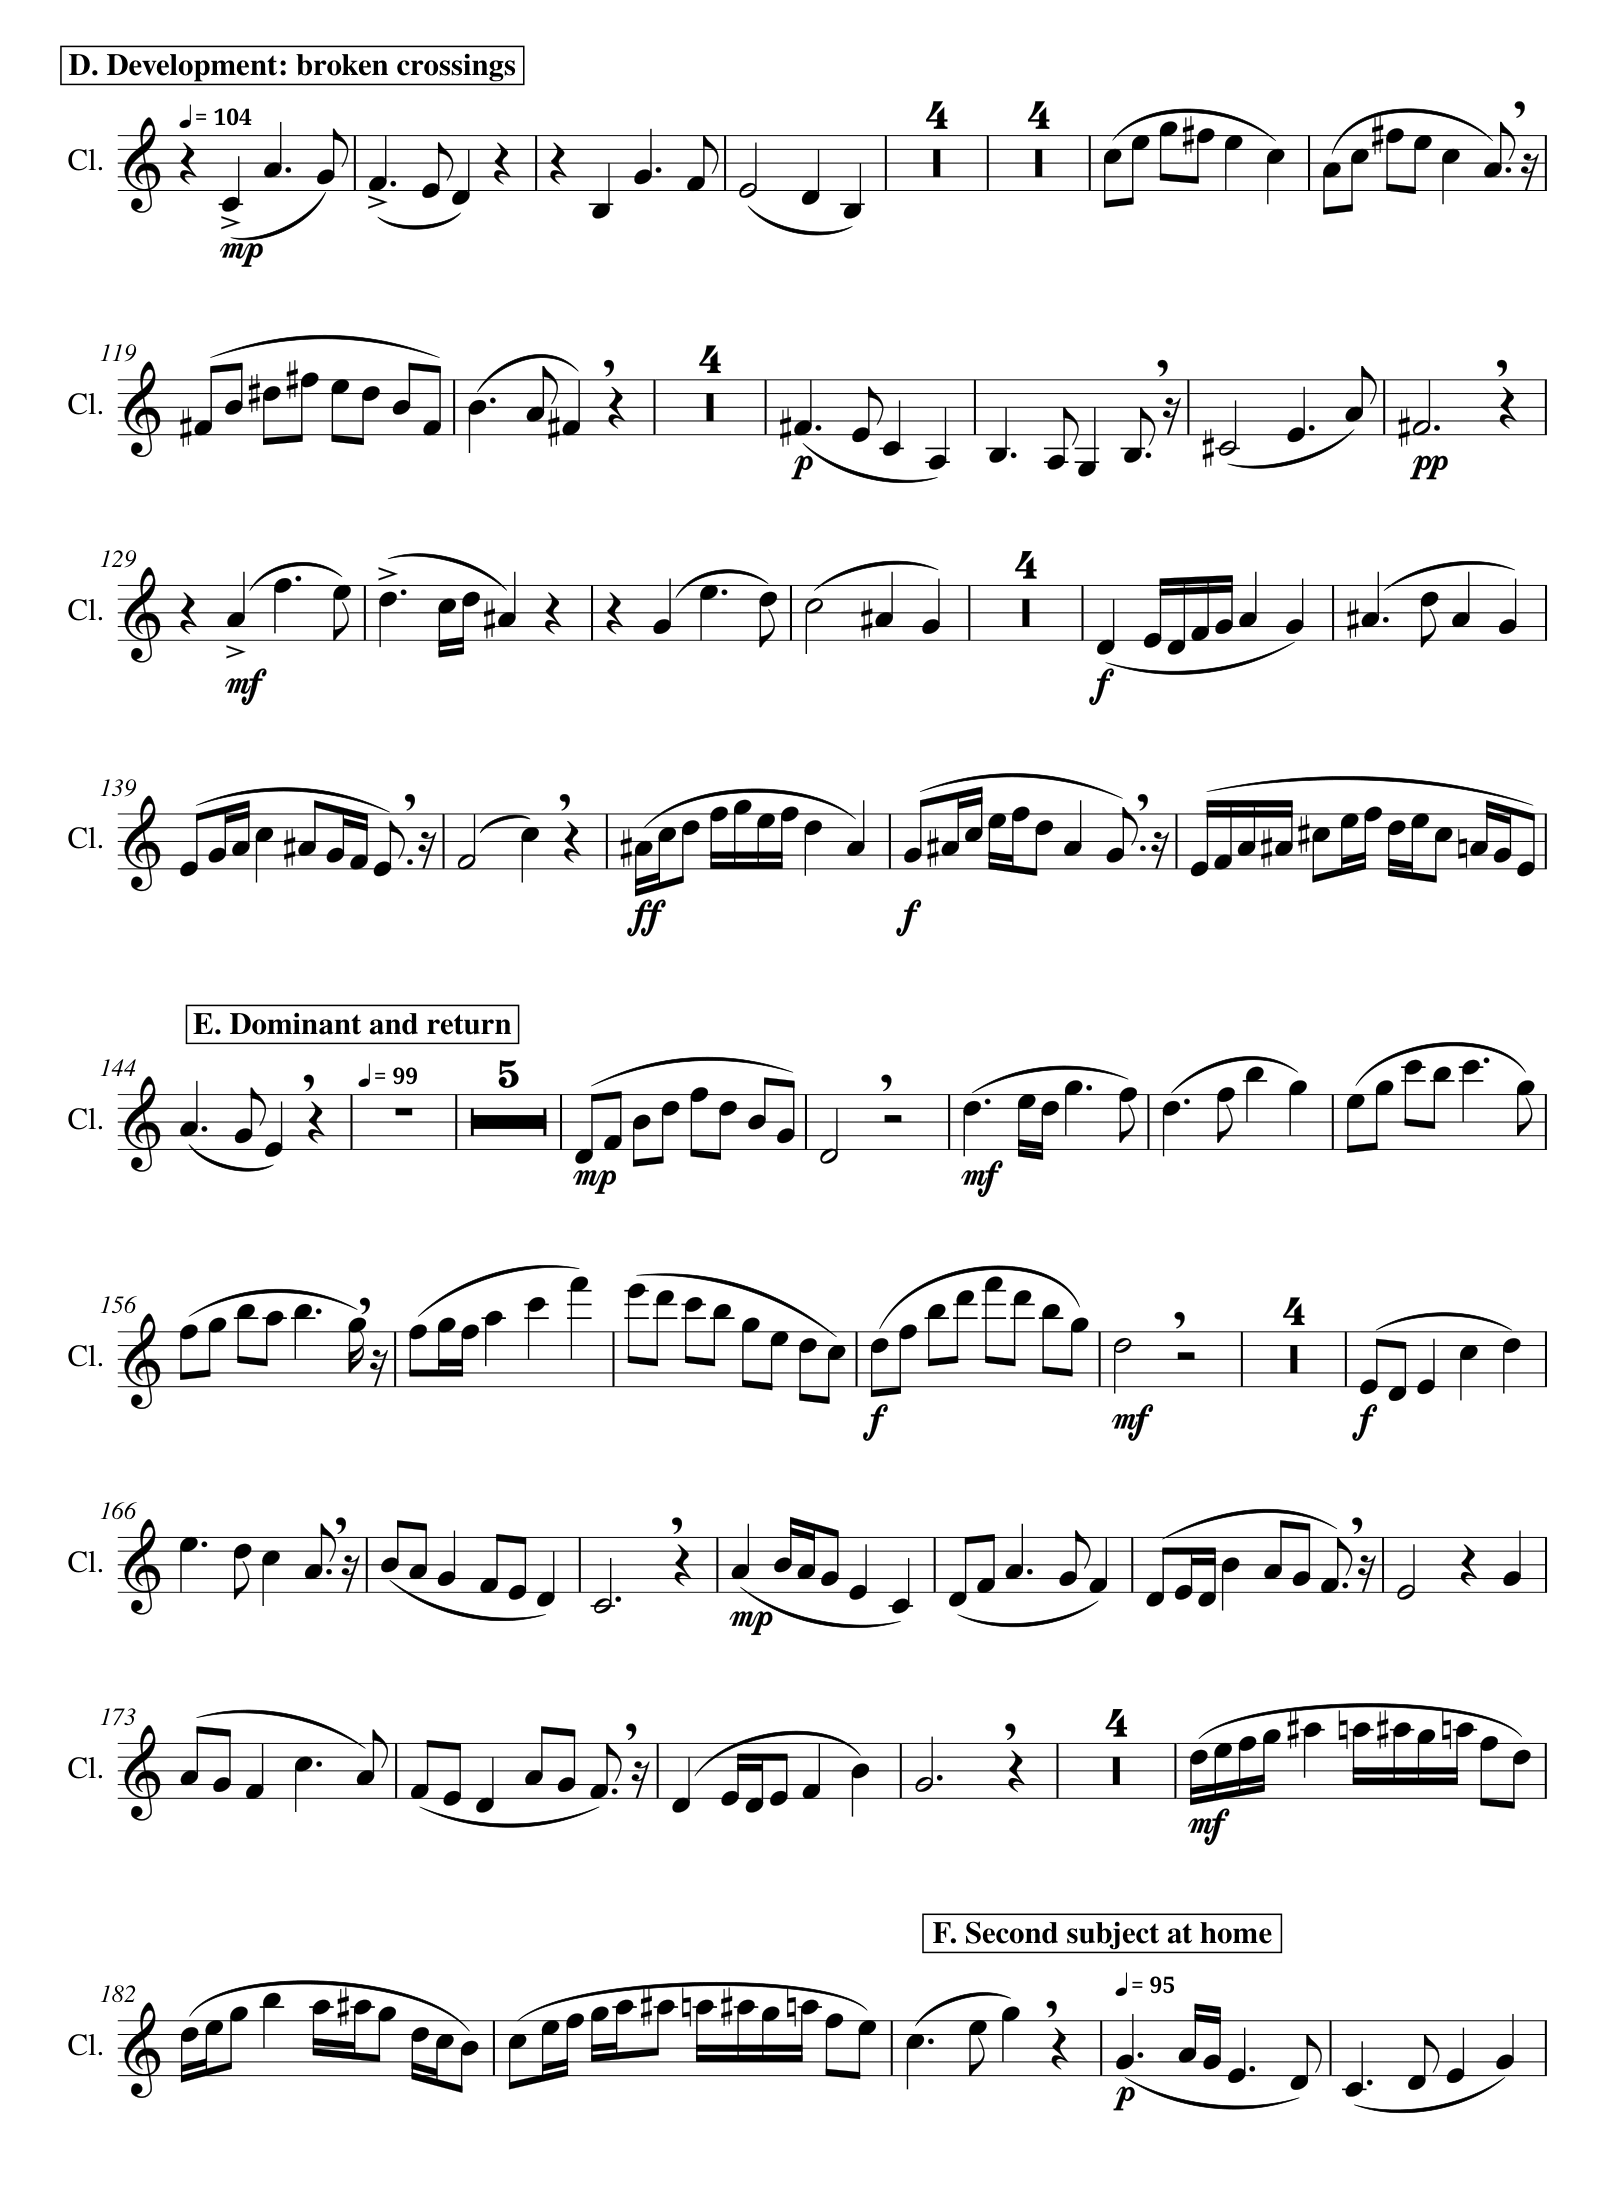 D. Development: broken crossings
= 104
Cl. mp 4 4
119
Cl. 4 p pp
129
Cl. mf 4 f
139
Cl. ff f
E. Dominant and return
144 = 99
Cl. 5 mp mf
156
Cl. f mf 4 f
166
Cl. mp
173
Cl. 4 mf
F. Second subject at home
182 = 95
Cl. p